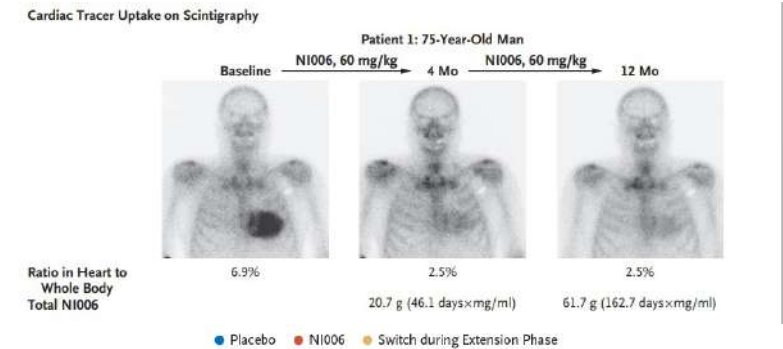 Cardiac Tracer Uptake on Scintigraphy
Patient 1: 75-Year-Old Man
Baseline NI006, 60 mg/kg 4 Mo NI006, 60 mg/kg 12 Mo
Ratio in Heart to 6.9% 2.5% 2.5%
Whole Body
Total NI006 20.7 g (46.1 days×mg/ml) 61.7 g (162.7 days×mg/ml)
Placebo NI006 Switch during Extension Phase